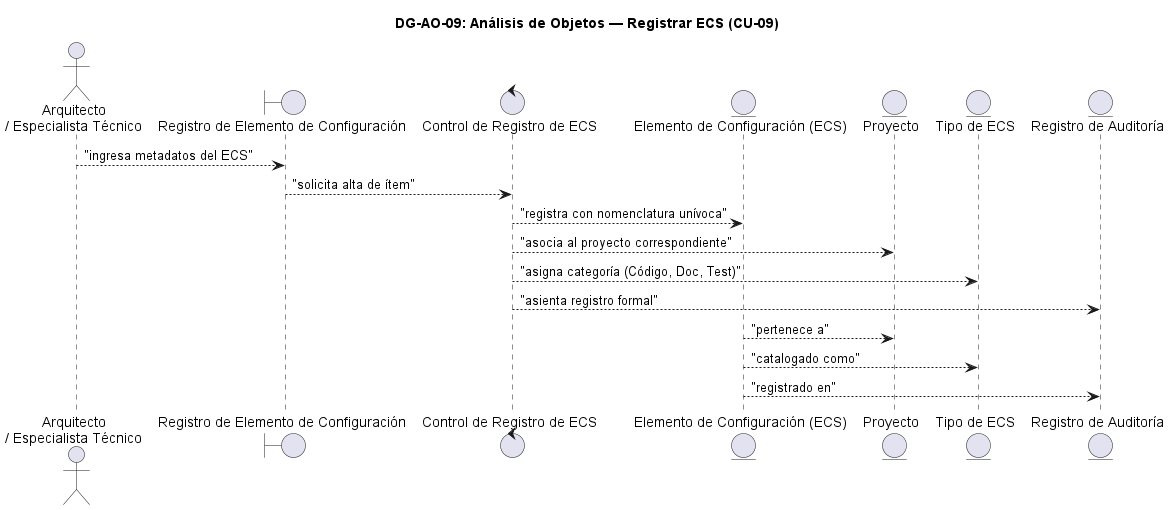 DG-AO-09: Análisis de Objetos — Registrar ECS (CU-09)
Arquitecto
/ Especialista Técnico
Registro de Elemento de Configuración
Control de Registro de ECS
Elemento de Configuración (ECS)
Proyecto
Tipo de ECS
Registro de Auditoría
"ingresa metadatos del ECS"
"solicita alta de ítem"
"registra con nomenclatura unívoca"
"asocia al proyecto correspondiente"
"asigna categoría (Código, Doc, Test)"
"asienta registro formal"
"pertenece a"
"catalogado como"
"registrado en"
Arquitecto
/ Especialista Técnico
Registro de Elemento de Configuración
Control de Registro de ECS
Elemento de Configuración (ECS)
Proyecto
Tipo de ECS
Registro de Auditoría